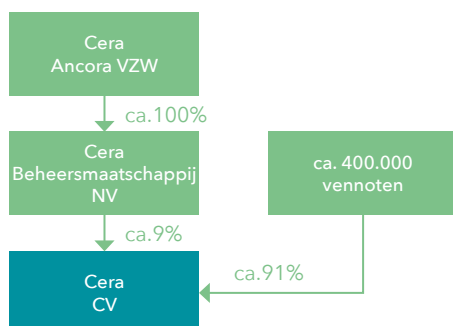 Cera
Ancora VZW
ca.100%
Cera
Beheersmaatschappij
NV
ca. 400.000
vennoten
ca.9%
ca.91%
Cera
CV